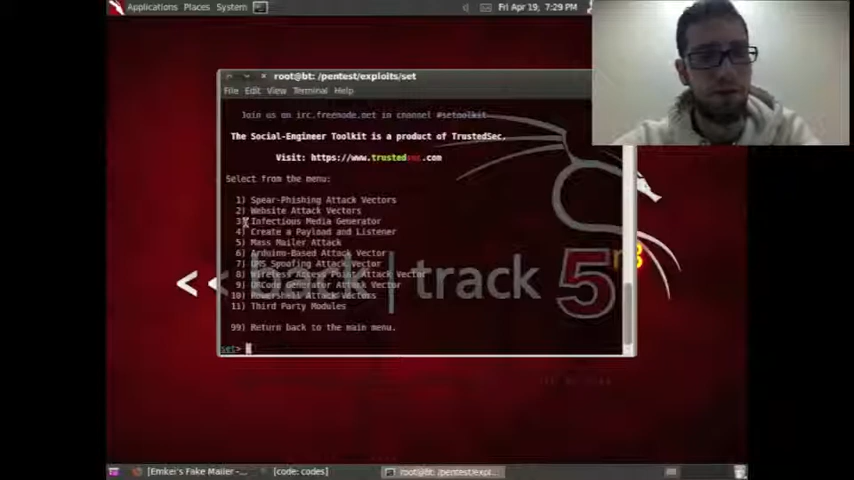 Applications Places System
Fri Apr 19, 7:29 PM
root@bt: /pentest/exploits/set
File Edit View Terminal Help
Join us on irc.freenode.net in channel #setoolkit
The Social-Engineer Toolkit is a product of TrustedSec.
Visit: https://www.trustedsec.com
Select from the menu:
1) Spear-Phishing Attack Vectors
2) Website Attack Vectors
3) Infectious Media Generator
4) Create a Payload and Listener
5) Mass Mailer Attack
6) Arduino-Based Attack Vector
7) SMS Spoofing Attack Vector
8) Wireless Access Point Attack Vector
9) QRCode Generator Attack Vector
10) Powershell Attack Vectors
11) Third Party Modules
99) Return back to the main menu.
set>
<< back | track 5
[Emkei's Fake Mailer -...
[code: codes]
root@bt: /pentest/expl...